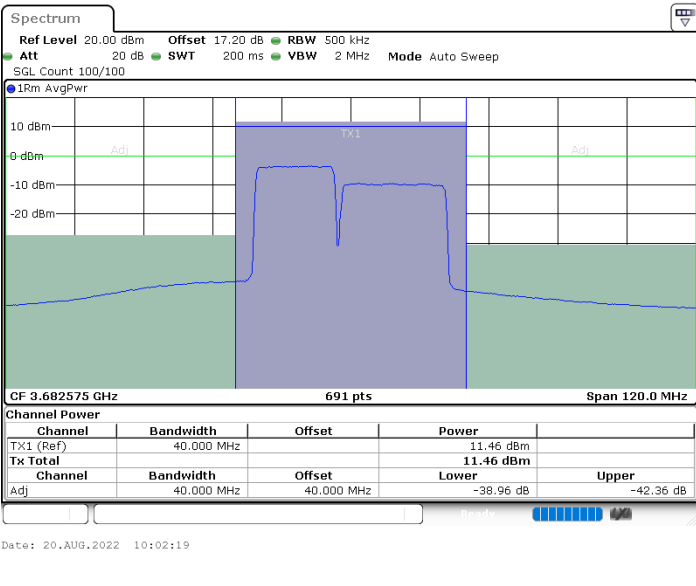 Spectrum
Ref Level 20.00 dBm Offset 17.20 dB RBW 500 kHz
Att 20 dB SWT 200 ms VBW 2 MHz Mode Auto Sweep
SGL Count 100/100
1Rm AvgPwr
10 dBm
TX1
Adj Adj
0 dBm
-10 dBm
-20 dBm
CF 3.682575 GHz 691 pts Span 120.0 MHz
Channel Power
Channel Bandwidth Offset Power
TX1 (Ref) 40.000 MHz 11.46 dBm
Tx Total 11.46 dBm
Channel Bandwidth Offset Lower Upper
Adj 40.000 MHz 40.000 MHz -38.96 dB -42.36 dB
Ready
Date: 20.AUG.2022 10:02:19